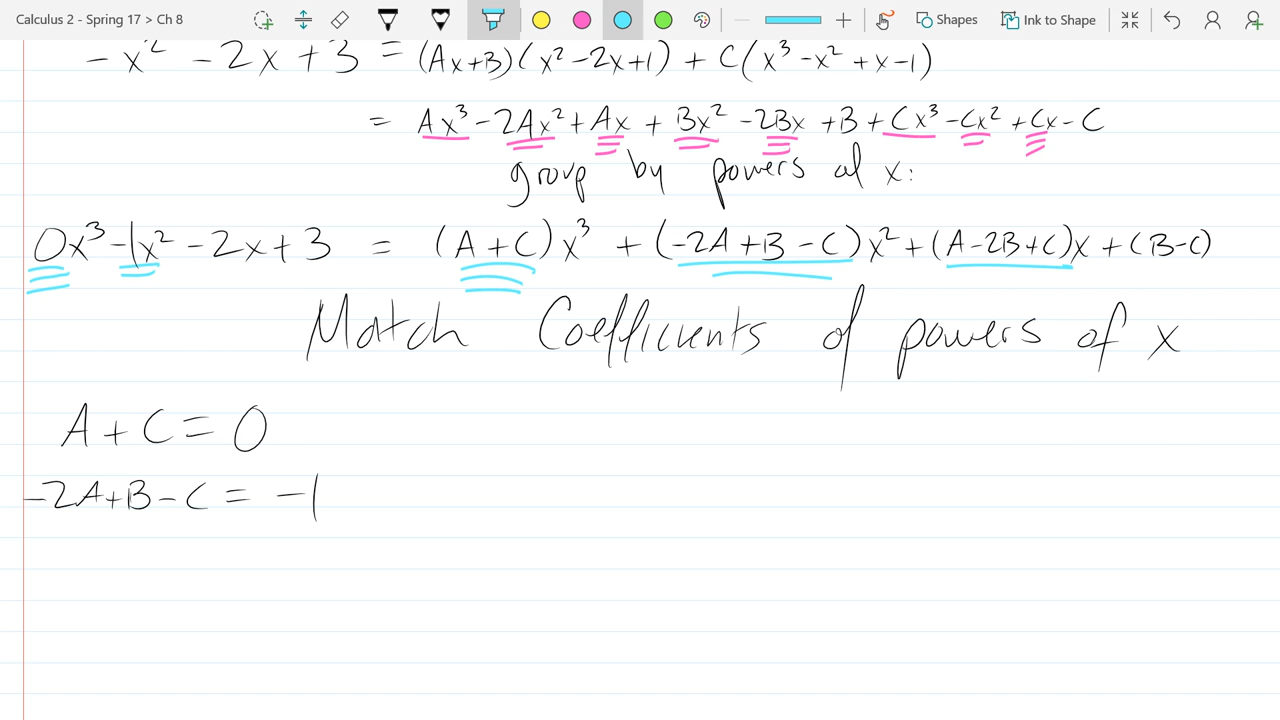 Calculus 2 - Spring 17 > Ch 8 Shapes Ink to Shape
-x² - 2x + 3 = (Ax+B)(x²-2x+1) + C(x³-x²+x-1)
= Ax³ - 2Ax² + Ax + Bx² - 2Bx + B + Cx³ - Cx² + Cx - C
group by powers of x:
0x³ - 1x² - 2x + 3 = (A+C)x³ + (-2A+B-C)x² + (A-2B+C)x + (B-C)
Match Coefficients of powers of x
A + C = 0
-2A+B-C = -1